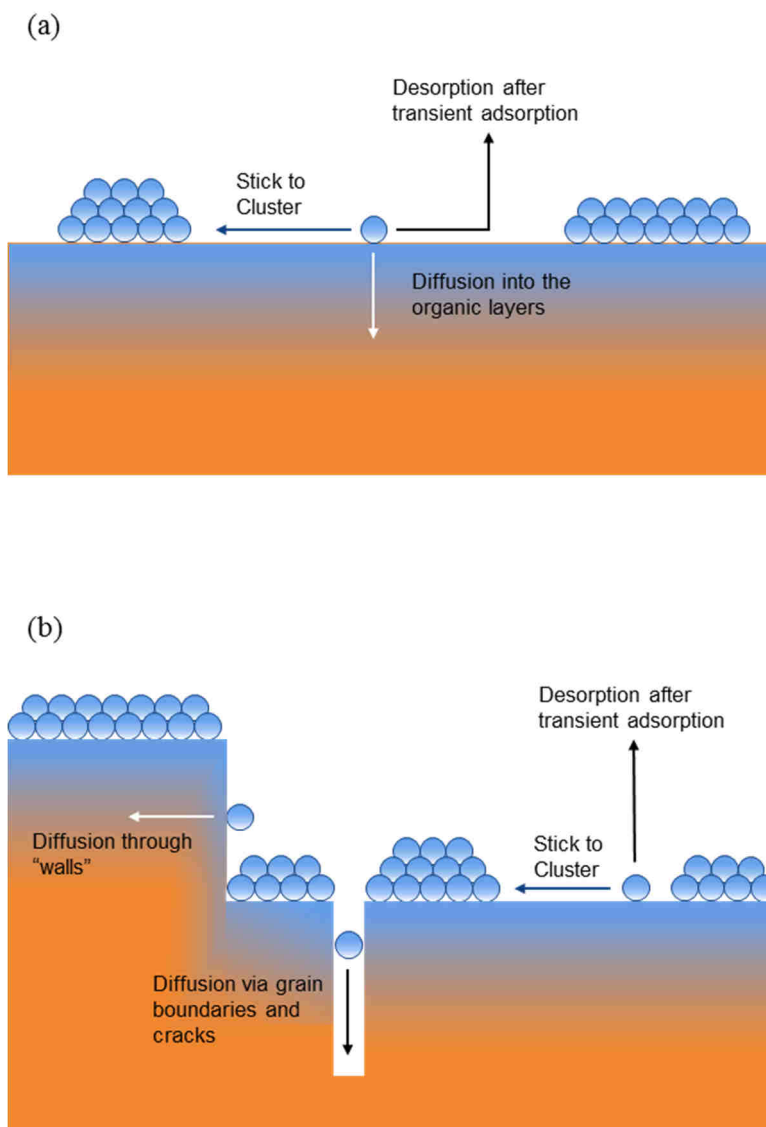 (a)
Desorption after
transient adsorption
Stick to
Cluster
Diffusion into the
organic layers
(b)
Desorption after
transient adsorption
Diffusion through
“walls”
Stick to
Cluster
Diffusion via grain
boundaries and
cracks